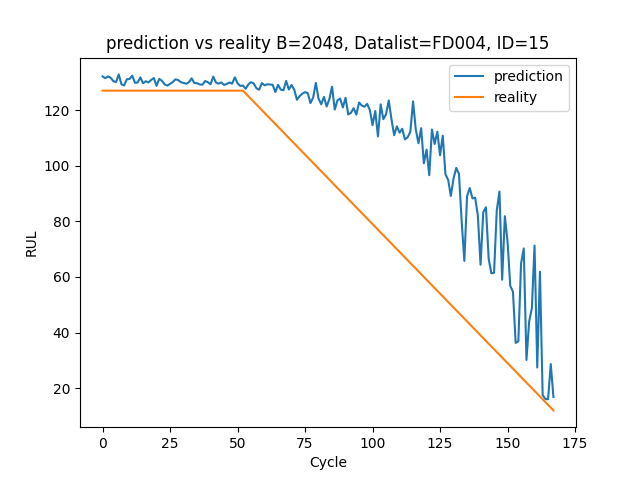 prediction vs reality B=2048, Datalist=FD004, ID=15
prediction
reality
RUL
120
100
80
60
40
20
0 25 50 75 100 125 150 175
Cycle